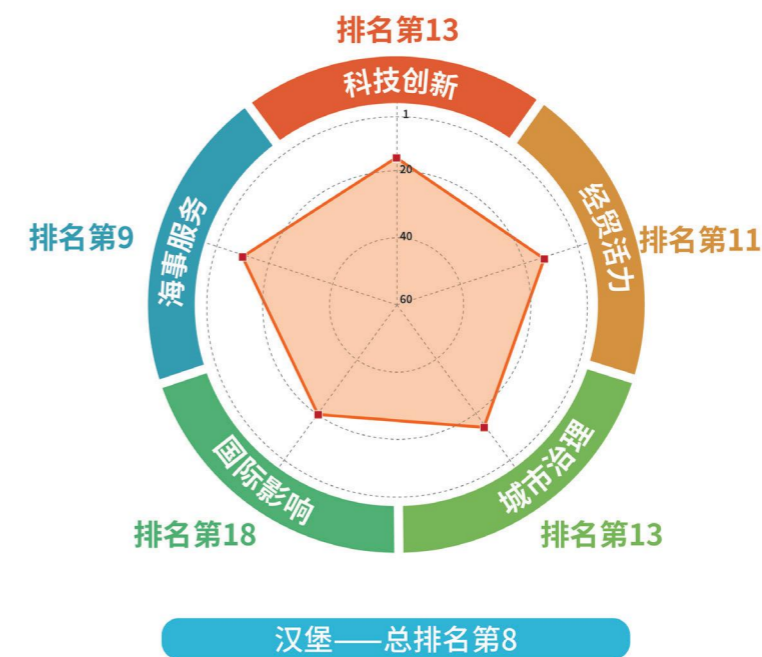 排名第13
科技创新
1
20
40
60
经贸活力
排名第11
海事服务
排名第9
国际影响
排名第18
城市治理
排名第13
汉堡——总排名第8